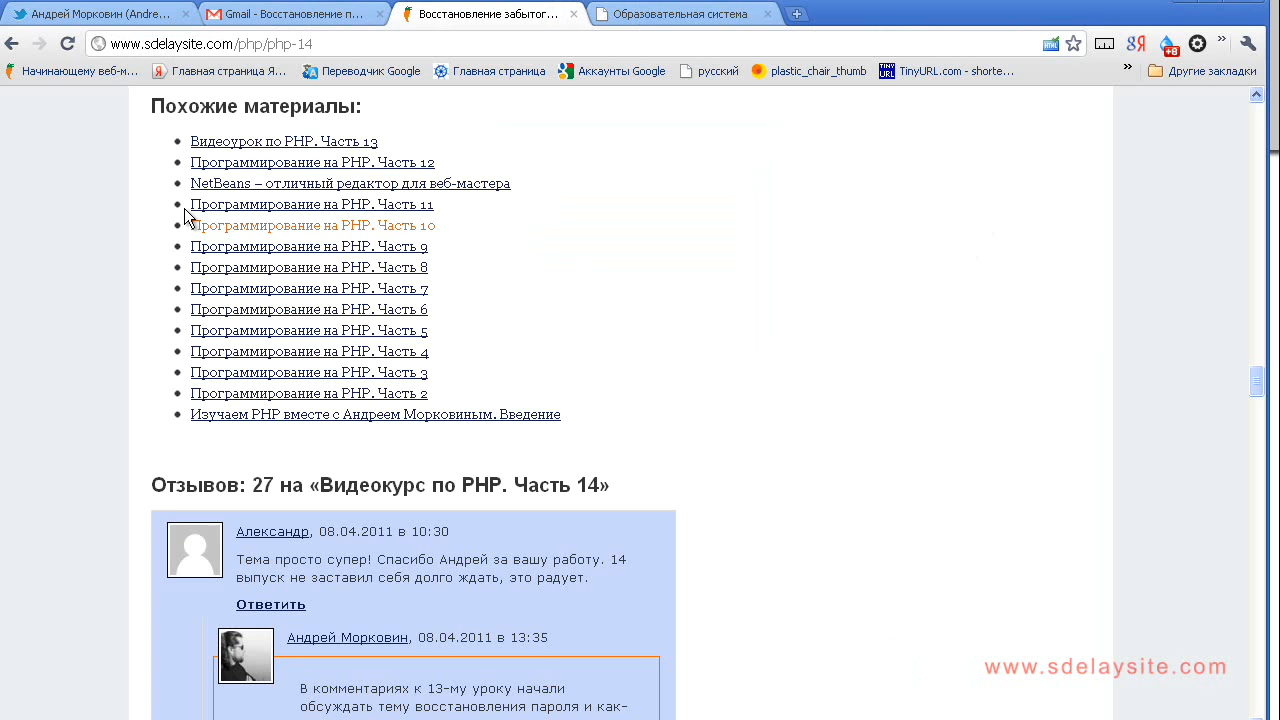 Андрей Морковин (Andre...
Gmail - Восстановление п...
Восстановление забытог...
Образовательная система
www.sdelaysite.com/php/php-14
Начинающему веб-м...
Главная страница Я...
Переводчик Google
Главная страница
Аккаунты Google
русский
plastic_chair_thumb
TinyURL.com - shorte...
Другие закладки
Похожие материалы:
Видеоурок по PHP. Часть 13
Программирование на PHP. Часть 12
NetBeans – отличный редактор для веб-мастера
Программирование на PHP. Часть 11
Программирование на PHP. Часть 10
Программирование на PHP. Часть 9
Программирование на PHP. Часть 8
Программирование на PHP. Часть 7
Программирование на PHP. Часть 6
Программирование на PHP. Часть 5
Программирование на PHP. Часть 4
Программирование на PHP. Часть 3
Программирование на PHP. Часть 2
Изучаем PHP вместе с Андреем Морковиным. Введение
Отзывов: 27 на «Видеокурс по PHP. Часть 14»
Александр, 08.04.2011 в 10:30
Тема просто супер! Спасибо Андрей за вашу работу. 14
выпуск не заставил себя долго ждать, это радует.
Ответить
Андрей Морковин, 08.04.2011 в 13:35
В комментариях к 13-му уроку начали
обсуждать тему восстановления пароля и как-
www.sdelaysite.com